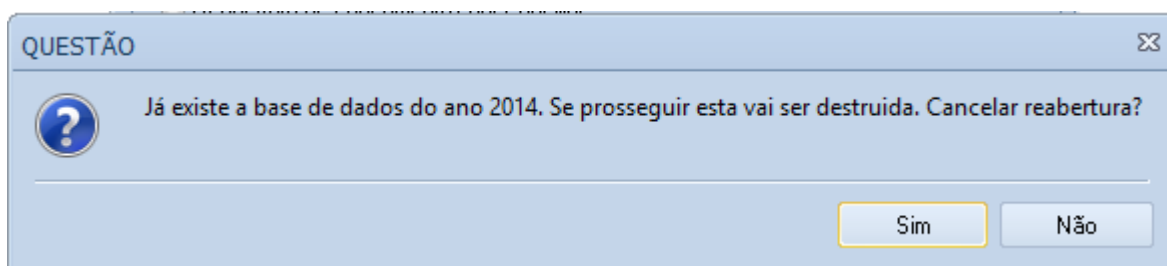 QUESTÃO
Já existe a base de dados do ano 2014. Se prosseguir esta vai ser destruida. Cancelar reabertura?
Sim
Não